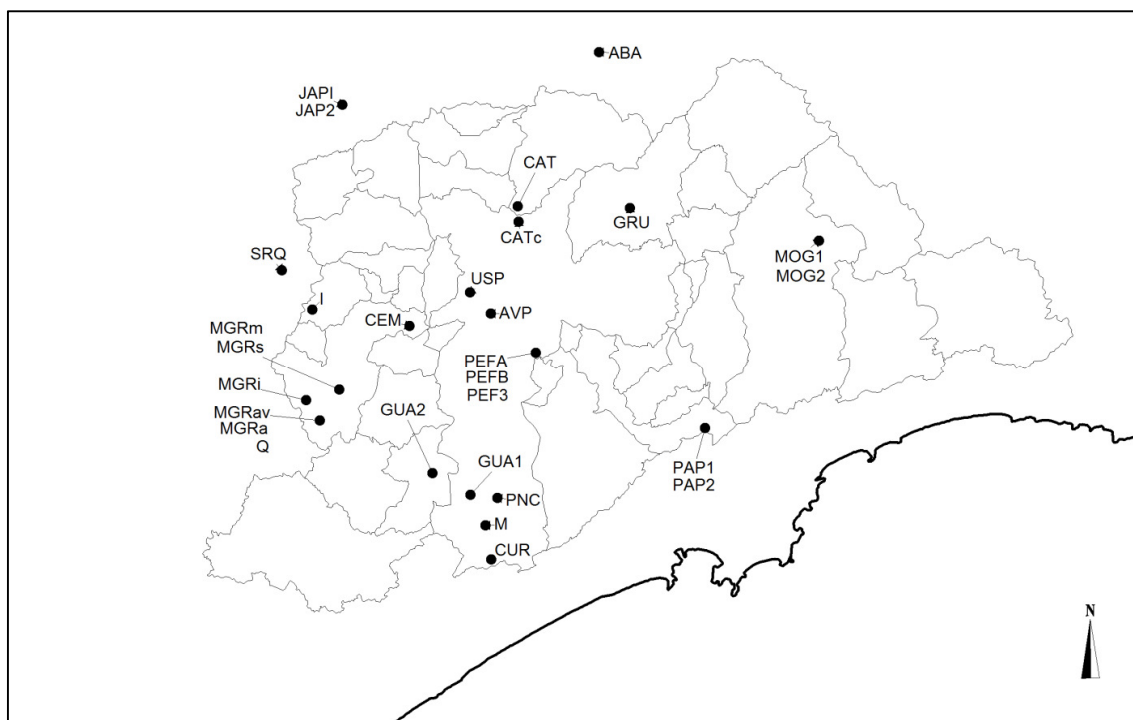 ABA
JAPI
JAP2
CAT
CATc
GRU
MOG1
MOG2
SRQ
USP
I
AVP
CEM
MGRm
MGRs
PEFA
PEFB
PEF3
MGRi
MGRav
MGRa
Q
GUA2
PAP1
PAP2
GUA1
PNC
M
CUR
N